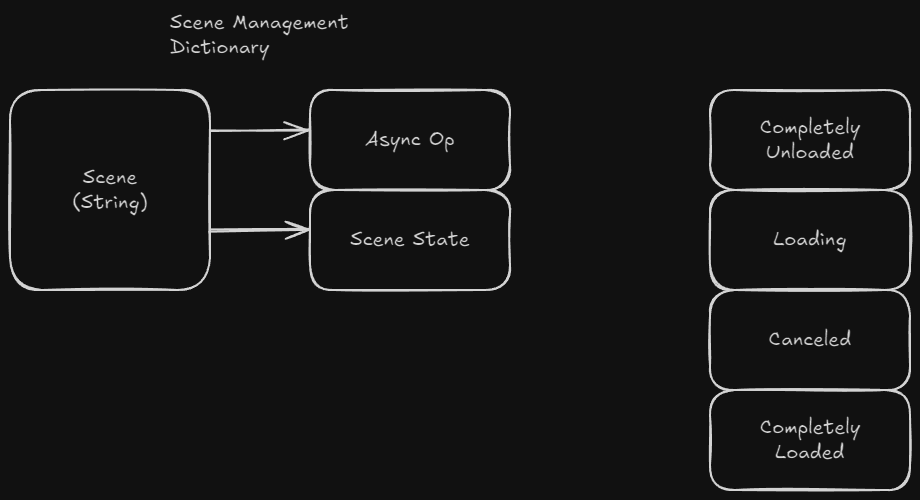 Scene Management
Dictionary
Scene
(String)
Async Op
Scene State
Completely
Unloaded
Loading
Canceled
Completely
Loaded